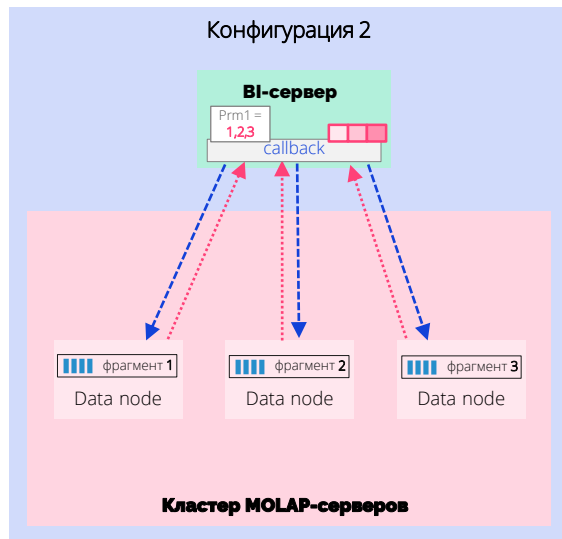 Конфигурация 2
BI-сервер
Prm1 =
1,2,3
callback
фрагмент 1
Data node
фрагмент 2
Data node
фрагмент 3
Data node
Кластер MOLAP-серверов